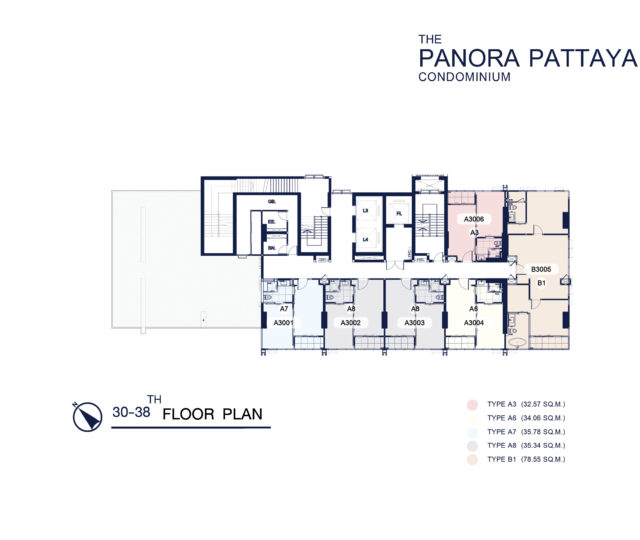 THE
PANORA PATTAYA
CONDOMINIUM
GB.
EE.
SN.
L3
L4
FL
A3006
A3
B3005
B1
A7
A3001
A8
A3002
A8
A3003
A6
A3004
N
30-38TH FLOOR PLAN
TYPE A3 (32.57 SQ.M.)
TYPE A6 (34.06 SQ.M.)
TYPE A7 (35.78 SQ.M.)
TYPE A8 (35.34 SQ.M.)
TYPE B1 (78.55 SQ.M.)